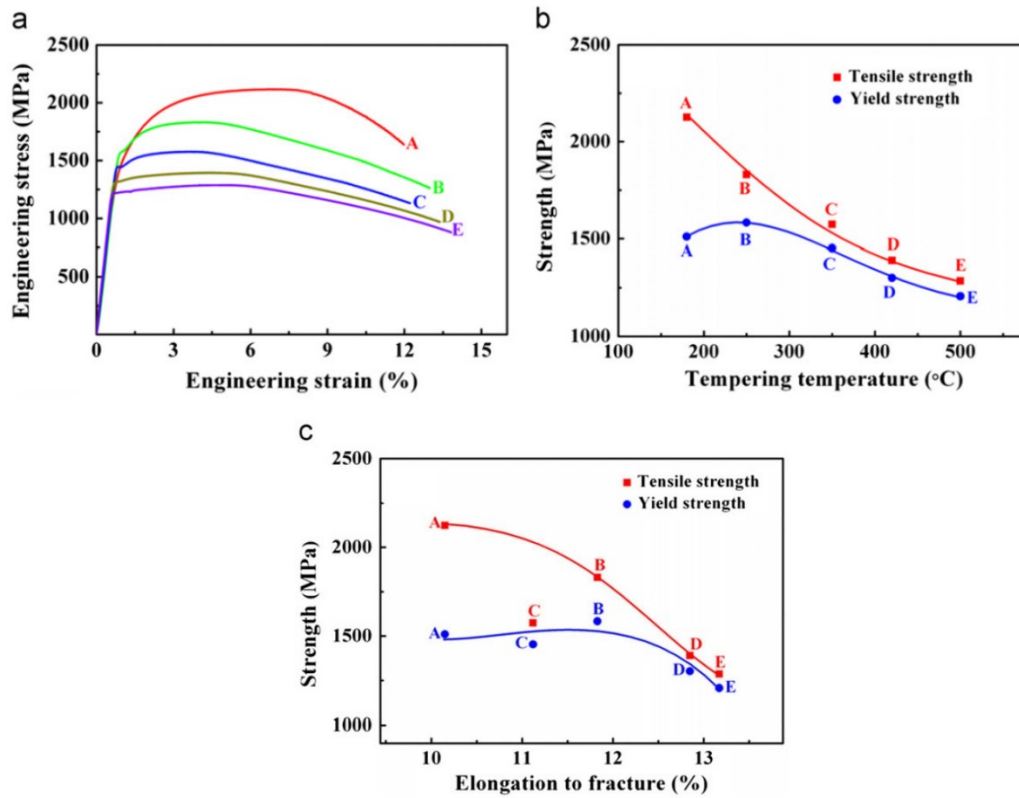 a
2500
2000
1500
1000
500
0
3
6
9
12
15
Engineering stress (MPa)
Engineering strain (%)
A
B
C
D
E
b
2500
2000
1500
1000
100
200
300
400
500
Strength (MPa)
Tempering temperature (°C)
Tensile strength
Yield strength
A
B
C
D
E
A
B
C
D
E
c
2500
2000
1500
1000
10
11
12
13
Strength (MPa)
Elongation to fracture (%)
Tensile strength
Yield strength
A
C
B
D
E
A
C
B
D
E